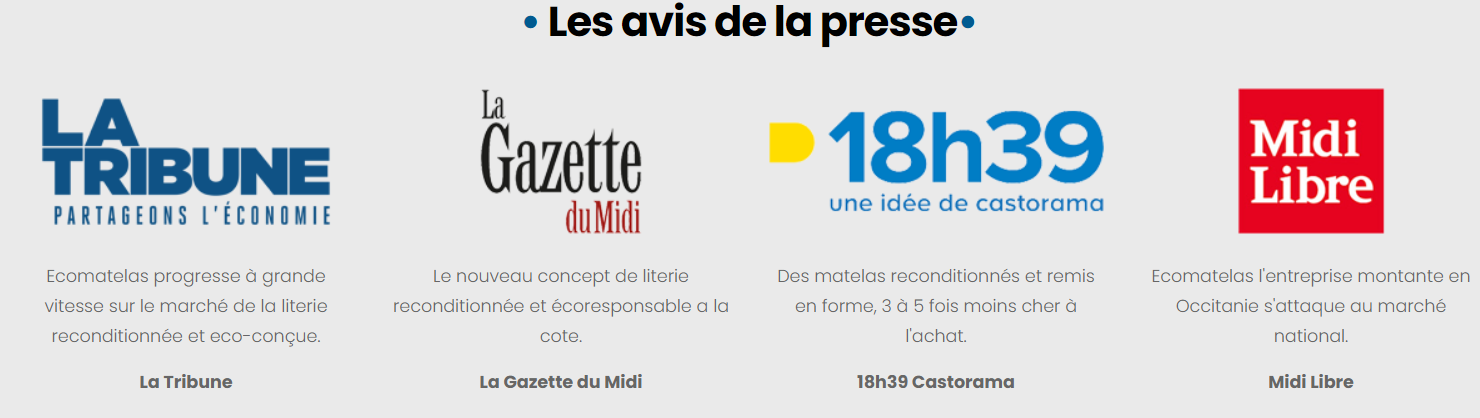 • Les avis de la presse•
LA
TRIBUNE
PARTAGEONS L'ÉCONOMIE
Ecomatelas progresse à grande
vitesse sur le marché de la literie
reconditionnée et eco-conçue.
La Tribune
La
Gazette
du Midi
Le nouveau concept de literie
reconditionnée et écoresponsable a la
cote.
La Gazette du Midi
18h39
une idée de castorama
Des matelas reconditionnés et remis
en forme, 3 à 5 fois moins cher à
l'achat.
18h39 Castorama
Midi
Libre
Ecomatelas l'entreprise montante en
Occitanie s'attaque au marché
national.
Midi Libre